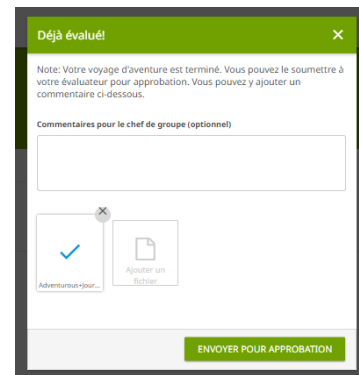 Déjà évalué!
Note: Votre voyage d'aventure est terminé. Vous pouvez le soumettre à
votre évaluateur pour approbation. Vous pouvez y ajouter un
commentaire ci-dessous.
Commentaires pour le chef de groupe (optionnel)
Adventurous+Jour...
Ajouter un
fichier
ENVOYER POUR APPROBATION